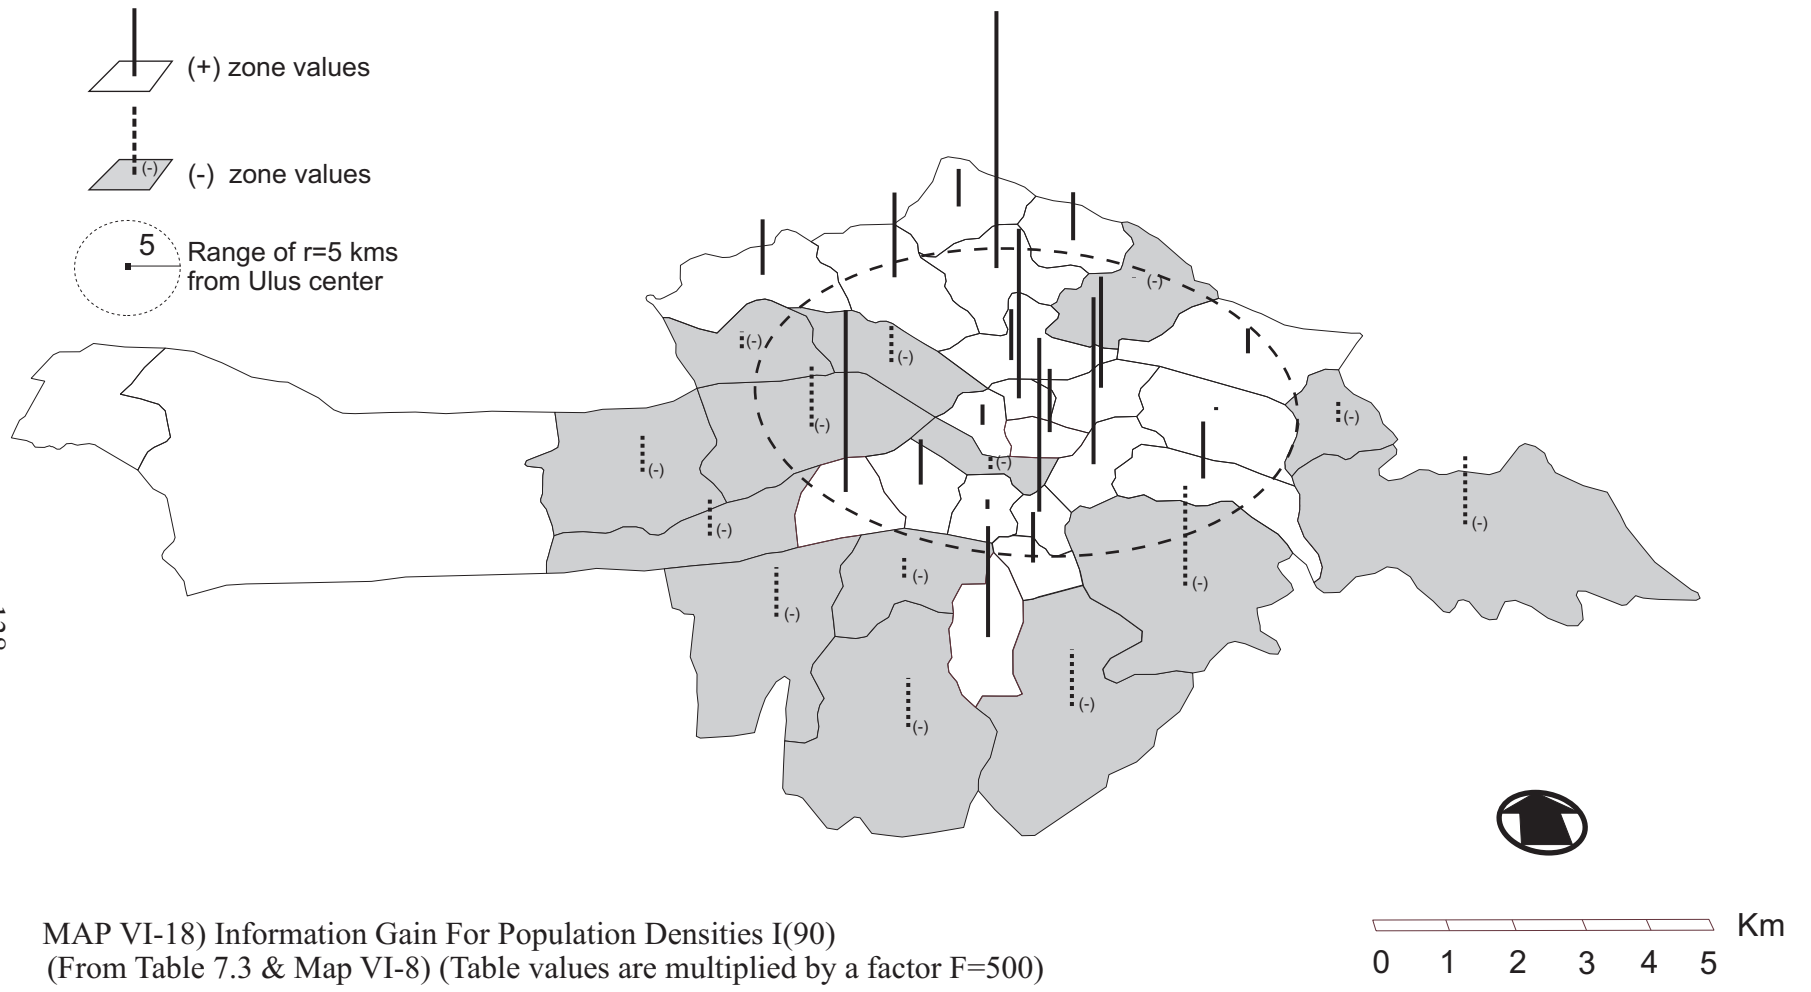 (+) zone values
(-)
(-) zone values
5
Range of r=5 kms
from Ulus center
(-)
(-)
(-)
(-)
(-)
(-)
(-)
(-)
(-)
(-)
(-)
(-)
(-)
(-)
MAP VI-18) Information Gain For Population Densities I(90)
(From Table 7.3 & Map VI-8) (Table values are multiplied by a factor F=500)
Km
0 1 2 3 4 5